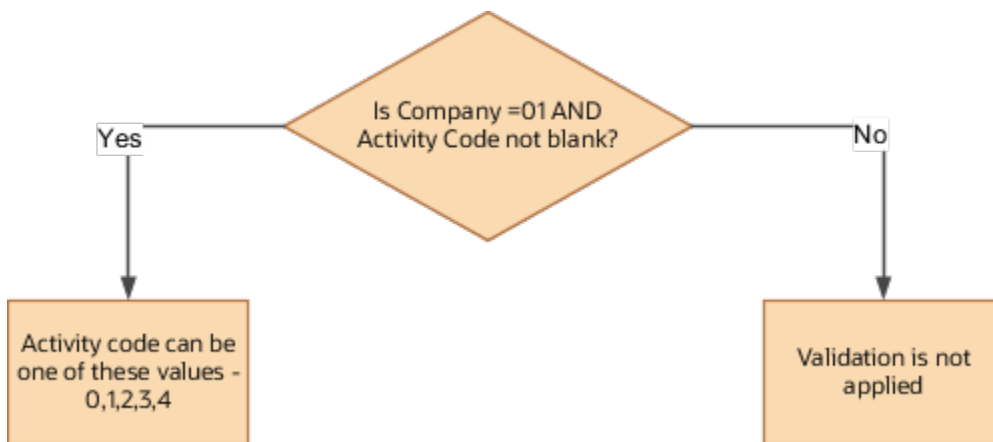 Is Company =01 AND
Activity Code not blank?
Yes
No
Activity code can be
one of these values -
0,1,2,3,4
Validation is not
applied